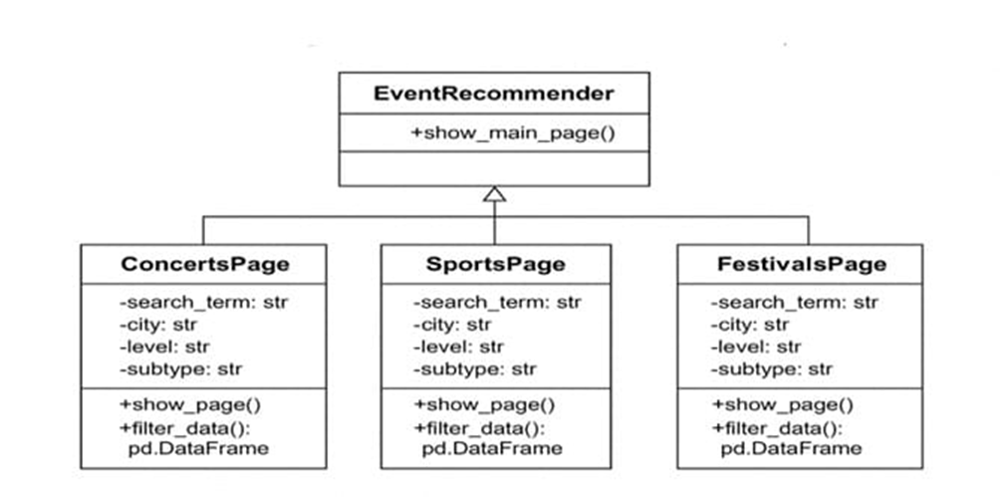 EventRecommender
+show_main_page()
ConcertsPage
-search_term: str
-city: str
-level: str
-subtype: str
+show_page()
+filter_data():
pd.DataFrame
SportsPage
-search_term: str
-city: str
-level: str
-subtype: str
+show_page()
+filter_data():
pd.DataFrame
FestivalsPage
-search_term: str
-city: str
-level: str
-subtype: str
+show_page()
+filter_data():
pd.DataFrame